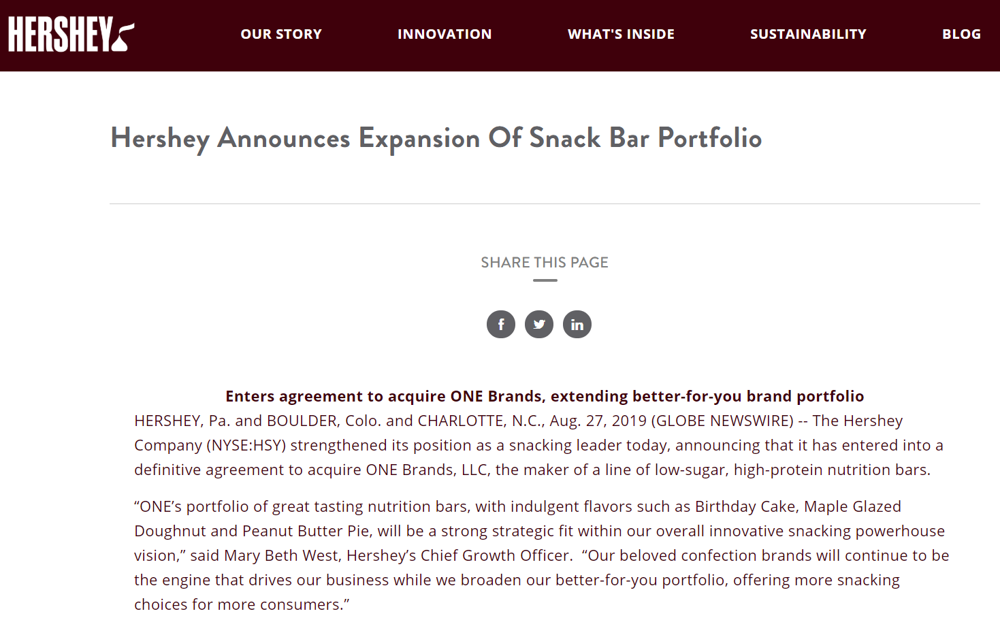 HERSHEY
OUR STORY
INNOVATION
WHAT'S INSIDE
SUSTAINABILITY
BLOG
Hershey Announces Expansion Of Snack Bar Portfolio
SHARE THIS PAGE
f
in
Enters agreement to acquire ONE Brands, extending better-for-you brand portfolio
HERSHEY, Pa. and BOULDER, Colo. and CHARLOTTE, N.C., Aug. 27, 2019 (GLOBE NEWSWIRE) -- The Hershey
Company (NYSE:HSY) strengthened its position as a snacking leader today, announcing that it has entered into a
definitive agreement to acquire ONE Brands, LLC, the maker of a line of low-sugar, high-protein nutrition bars.
“ONE’s portfolio of great tasting nutrition bars, with indulgent flavors such as Birthday Cake, Maple Glazed
Doughnut and Peanut Butter Pie, will be a strong strategic fit within our overall innovative snacking powerhouse
vision,” said Mary Beth West, Hershey’s Chief Growth Officer.  “Our beloved confection brands will continue to be
the engine that drives our business while we broaden our better-for-you portfolio, offering more snacking
choices for more consumers.”